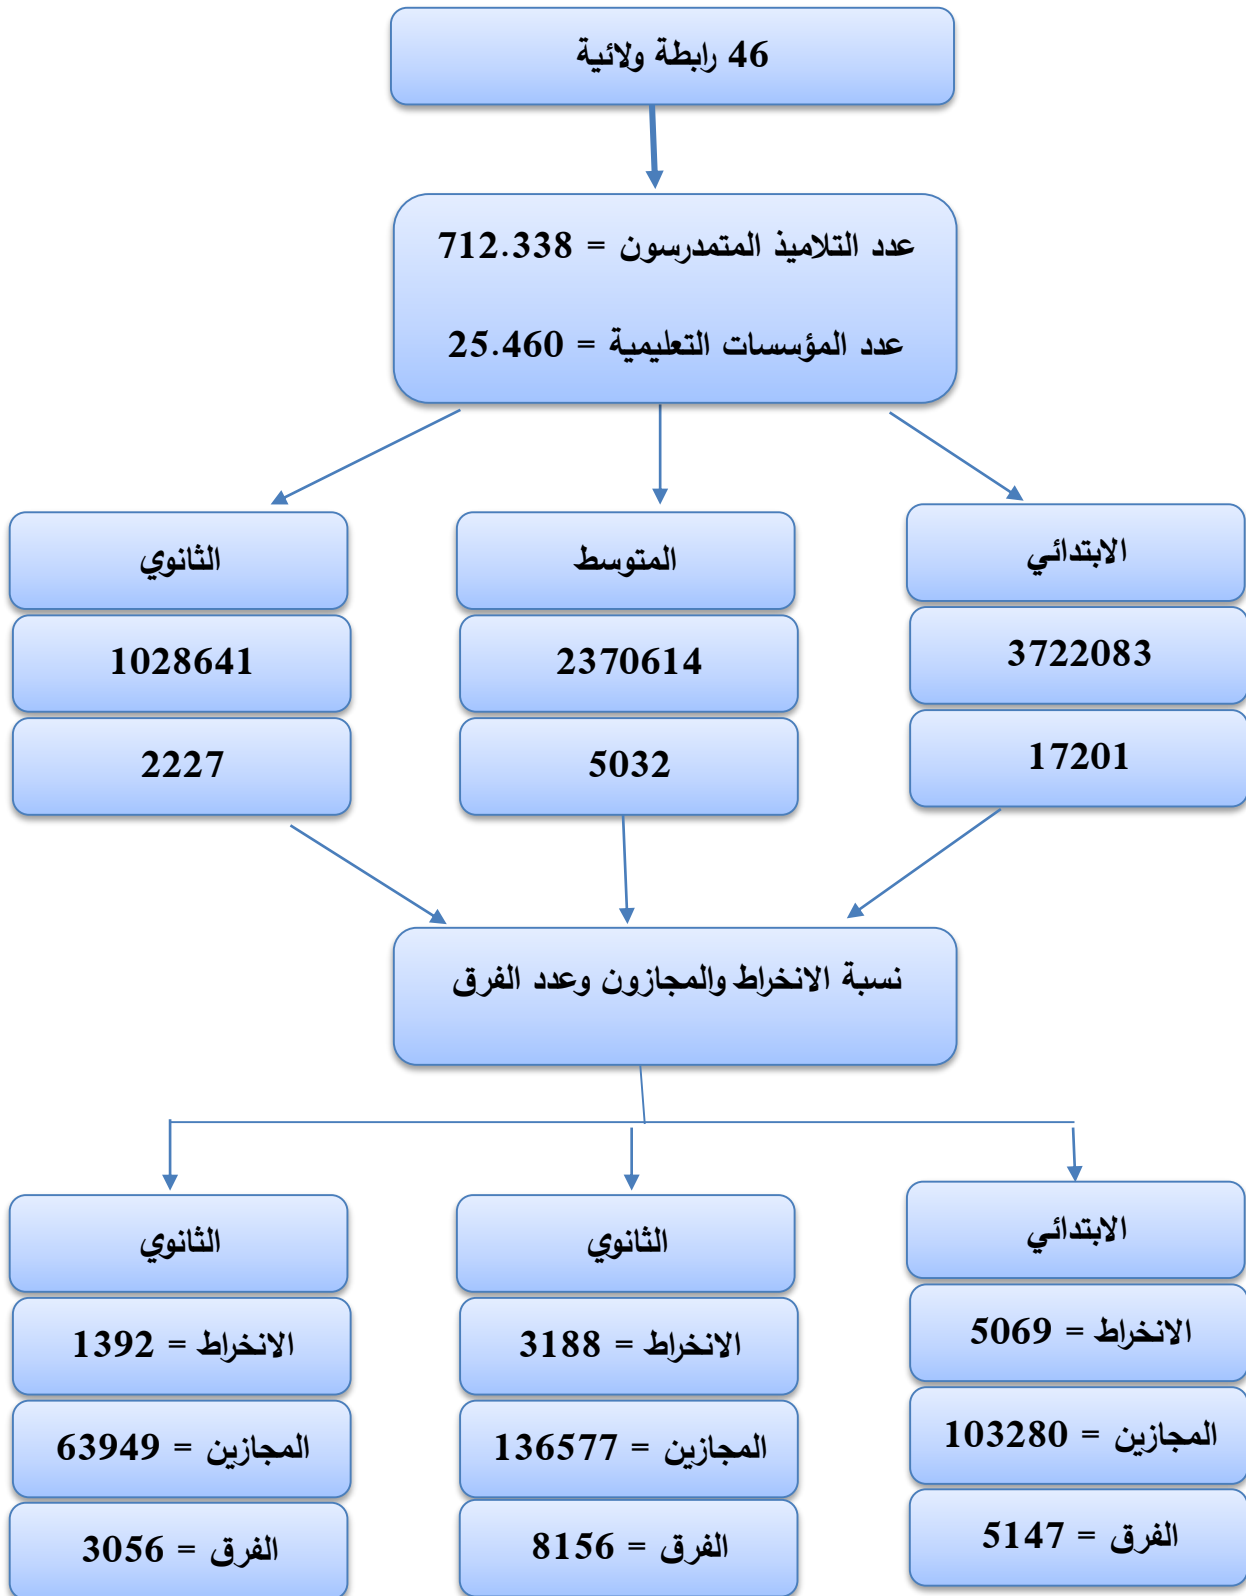 46 رابطة ولائية
عدد التلاميذ المتمدرسون = 712.338
عدد المؤسسات التعليمية = 25.460
الابتدائي
3722083
17201
المتوسط
2370614
5032
الثانوي
1028641
2227
نسبة الانخراط والمجازون وعدد الفرق
الابتدائي
الانخراط = 5069
المجازين = 103280
الفرق = 5147
الثانوي
الانخراط = 3188
المجازين = 136577
الفرق = 8156
الثانوي
الانخراط = 1392
المجازين = 63949
الفرق = 3056